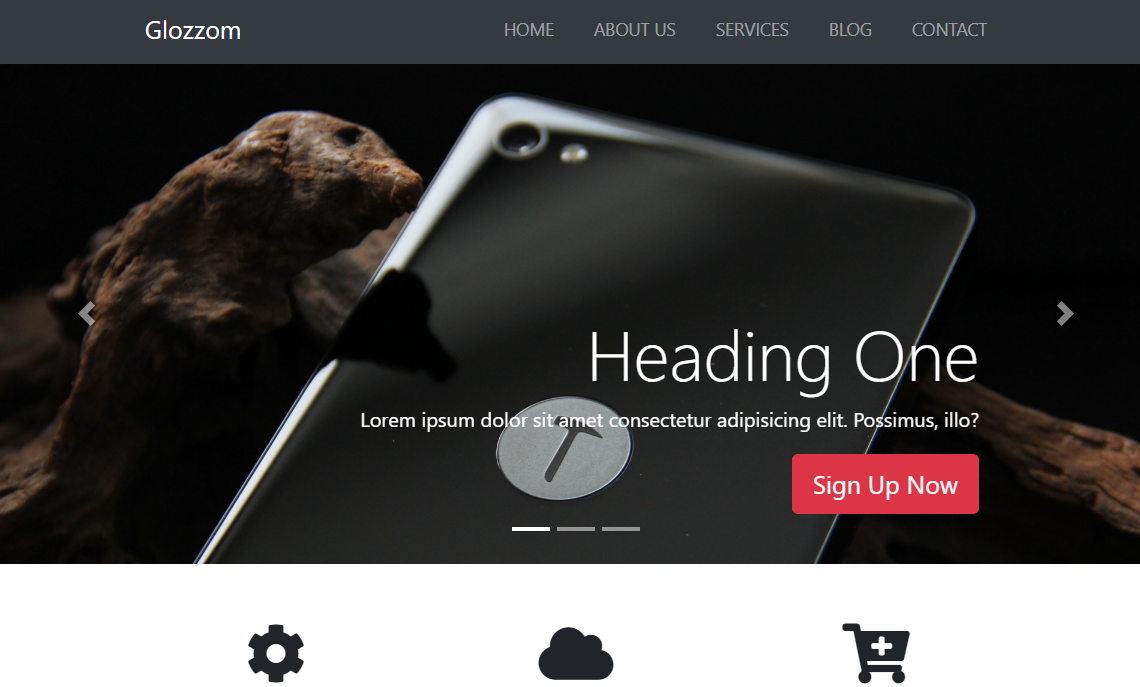 Glozzom
HOME ABOUT US SERVICES BLOG CONTACT
Heading One
Lorem ipsum dolor sit amet consectetur adipisicing elit. Possimus, illo?
Sign Up Now